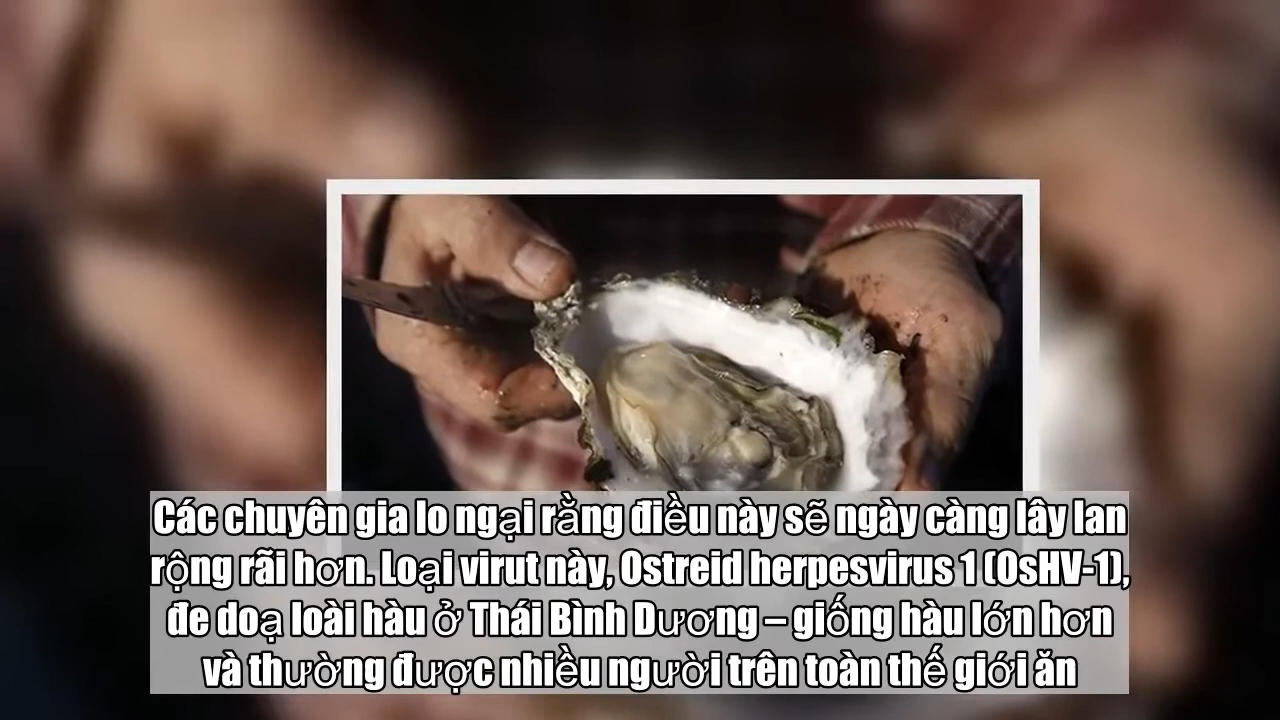 Các chuyên gia lo ngại rằng điều này sẽ ngày càng lây lan
rộng rãi hơn. Loại virut này, Ostreid herpesvirus 1 (OsHV-1),
đe doạ loài hàu ở Thái Bình Dương – giống hàu lớn hơn
và thường được nhiều người trên toàn thế giới ăn